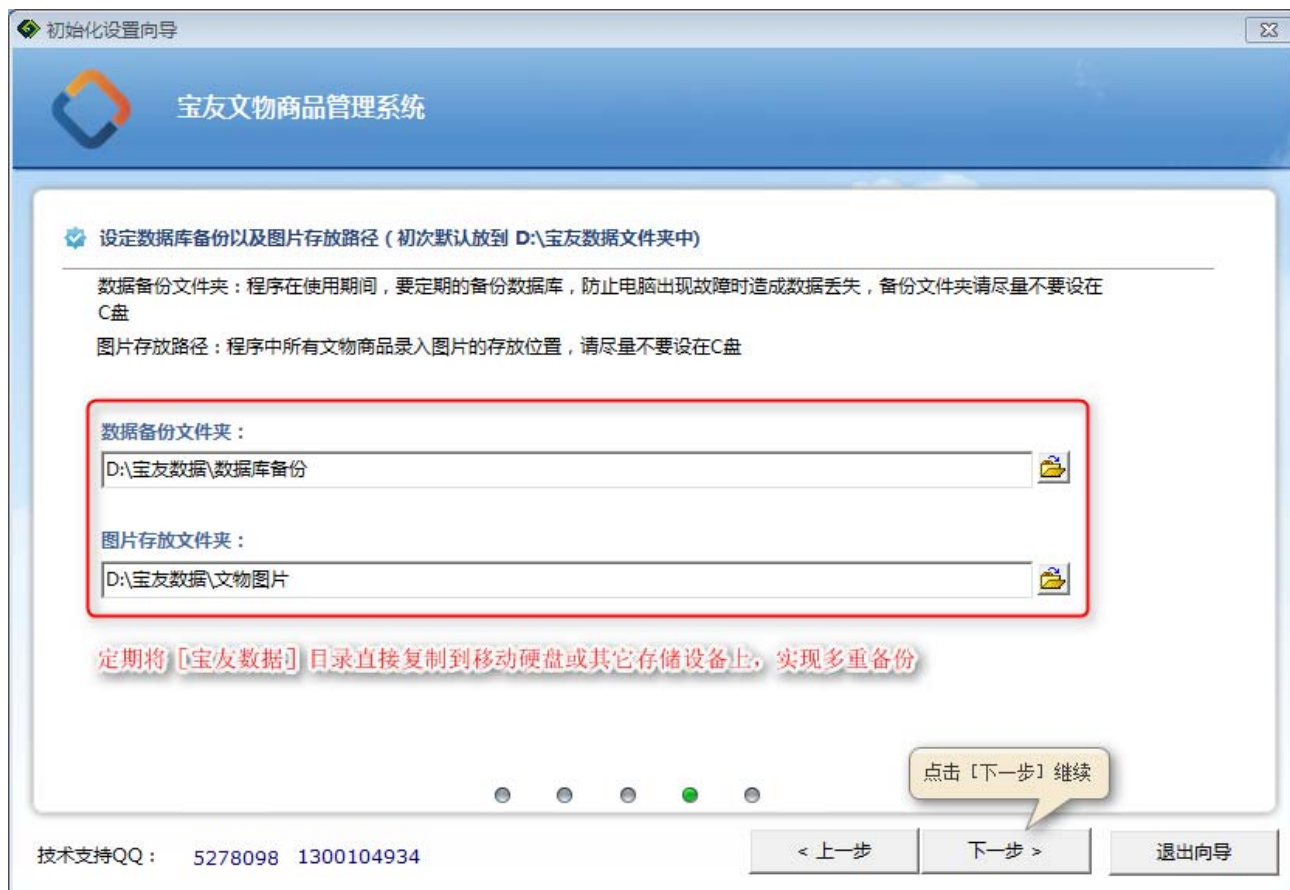 初始化设置向导
宝友文物商品管理系统
设定数据库备份以及图片存放路径 ( 初次默认放到 D:\宝友数据文件夹中)
数据备份文件夹：程序在使用期间，要定期的备份数据库，防止电脑出现故障时造成数据丢失，备份文件夹请尽量不要设在
C盘
图片存放路径：程序中所有文物商品录入图片的存放位置，请尽量不要设在C盘
数据备份文件夹：
D:\宝友数据\数据库备份
图片存放文件夹：
D:\宝友数据\文物图片
定期将［宝友数据］目录直接复制到移动硬盘或其它存储设备上，实现多重备份
点击［下一步］继续
技术支持QQ： 5278098 1300104934
< 上一步
下一步 >
退出向导